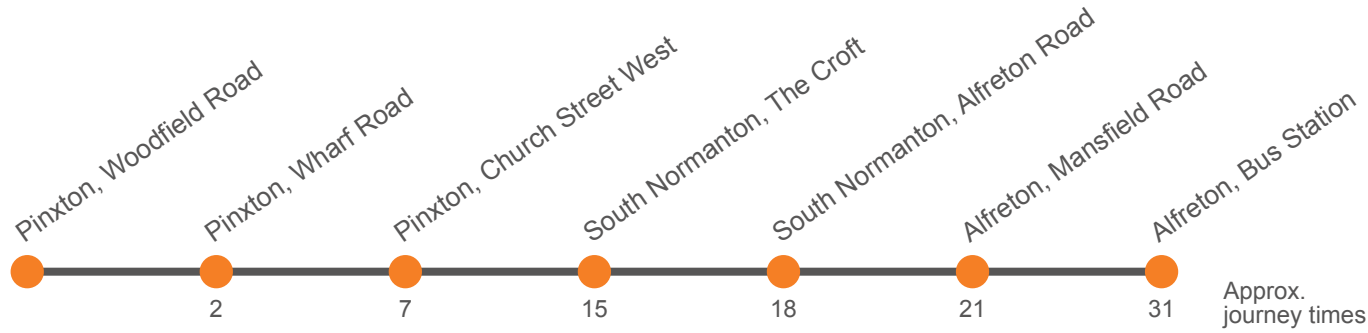 Pinxton, Woodfield Road
Pinxton, Wharf Road
Pinxton, Church Street West
South Normanton, The Croft
South Normanton, Alfreton Road
Alfreton, Mansfield Road
Alfreton, Bus Station
2
7
15
18
21
31
Approx.
journey times